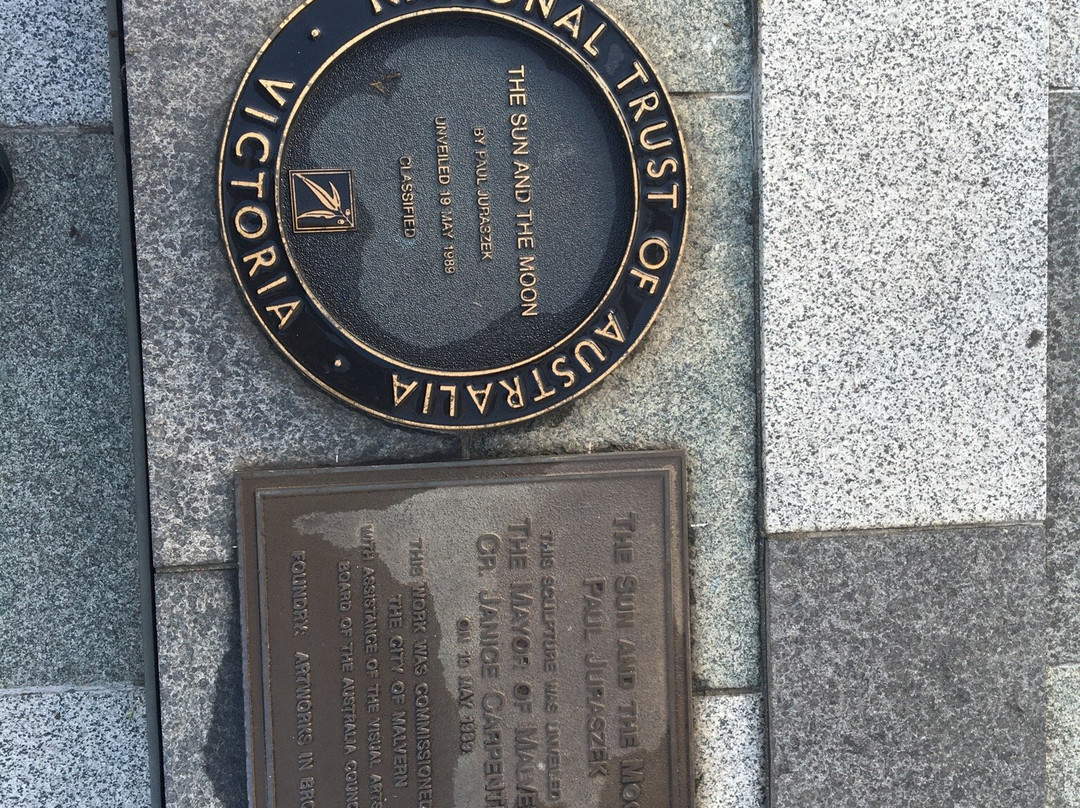 NATIONAL TRUST OF AUSTRALIA
VICTORIA
THE SUN AND THE MOON
BY PAUL JURASZEK
UNVEILED 19 MAY 1989
CLASSIFIED
THE SUN AND THE MOO
PAUL JURASZEK
THIS SCULPTURE WAS UNVEILED
THE MAYOR OF MALVE
CR. JANICE CARPENT
ON 19 MAY 1989
THIS WORK WAS COMMISSIONED
THE CITY OF MALVERN
WITH ASSISTANCE OF THE VISUAL ARTS
BOARD OF THE AUSTRALIA COUNC
FOUNDRY: ARTWORKS IN BRO